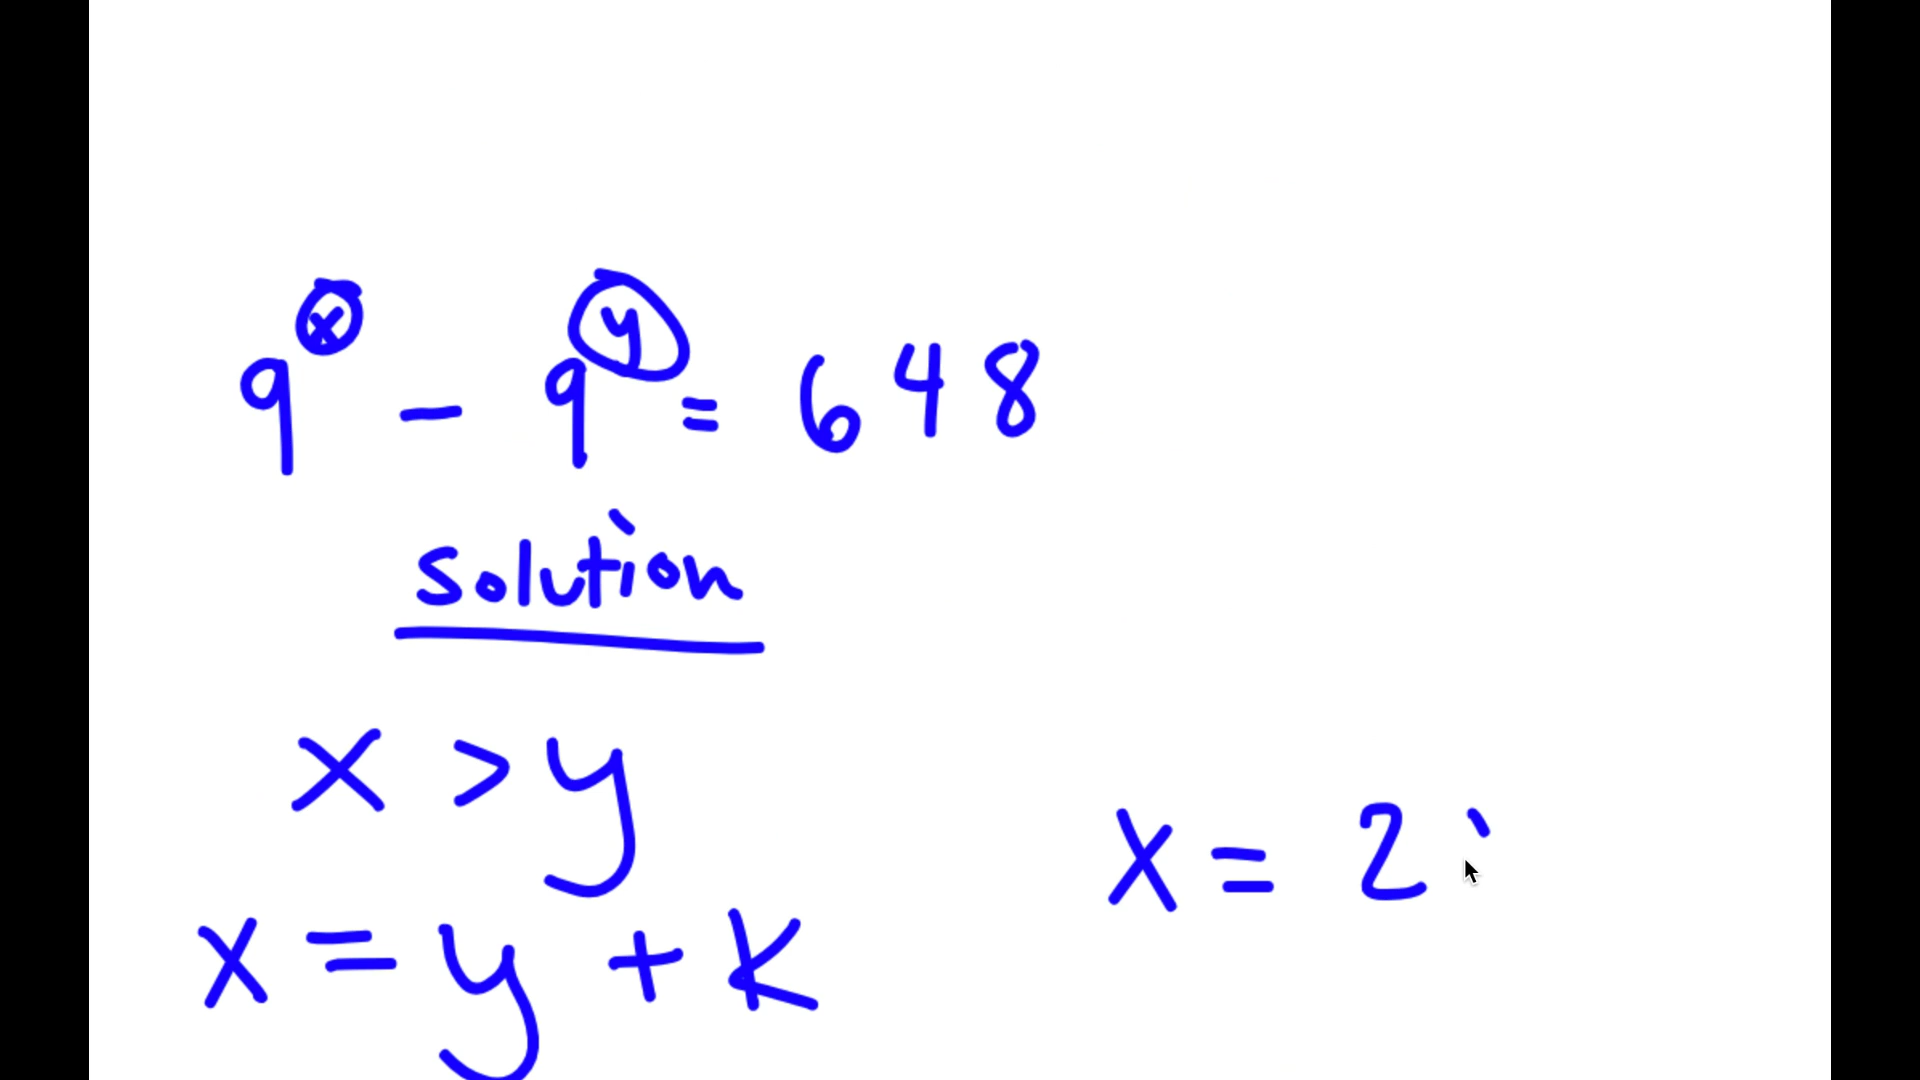 9^x - 9^y = 648
solution
x > y
x = 2
x = y + k